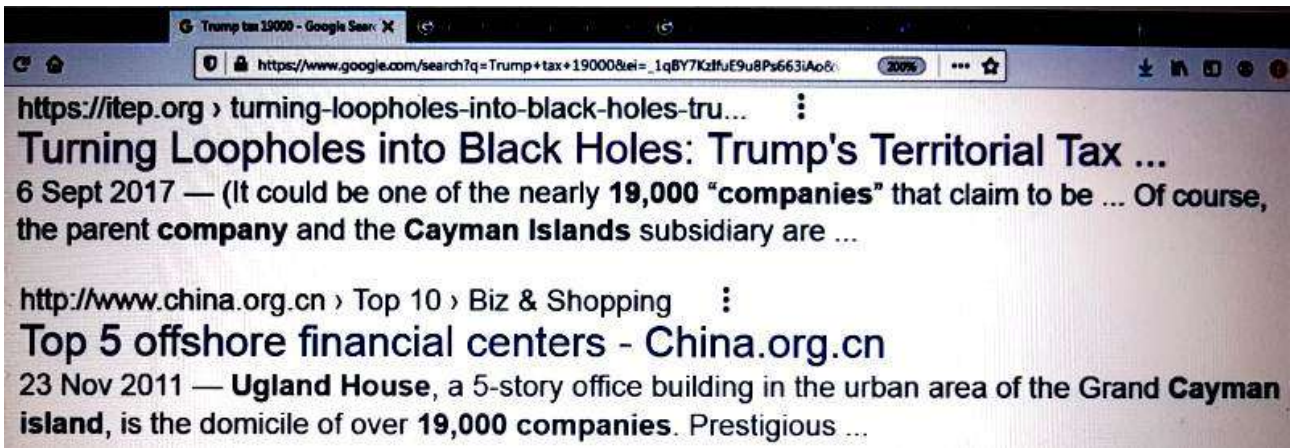 Trump tax 19000 - Google Sear
https://www.google.com/search?q=Trump+tax+19000&ei=_1qBY7KzIfuE9u8Ps663iAo& 200%
https://itep.org › turning-loopholes-into-black-holes-tru...
Turning Loopholes into Black Holes: Trump's Territorial Tax ...
6 Sept 2017 — (It could be one of the nearly 19,000 “companies” that claim to be ... Of course,
the parent company and the Cayman Islands subsidiary are ...
http://www.china.org.cn › Top 10 › Biz & Shopping
Top 5 offshore financial centers - China.org.cn
23 Nov 2011 — Ugland House, a 5-story office building in the urban area of the Grand Cayman
island, is the domicile of over 19,000 companies. Prestigious ...